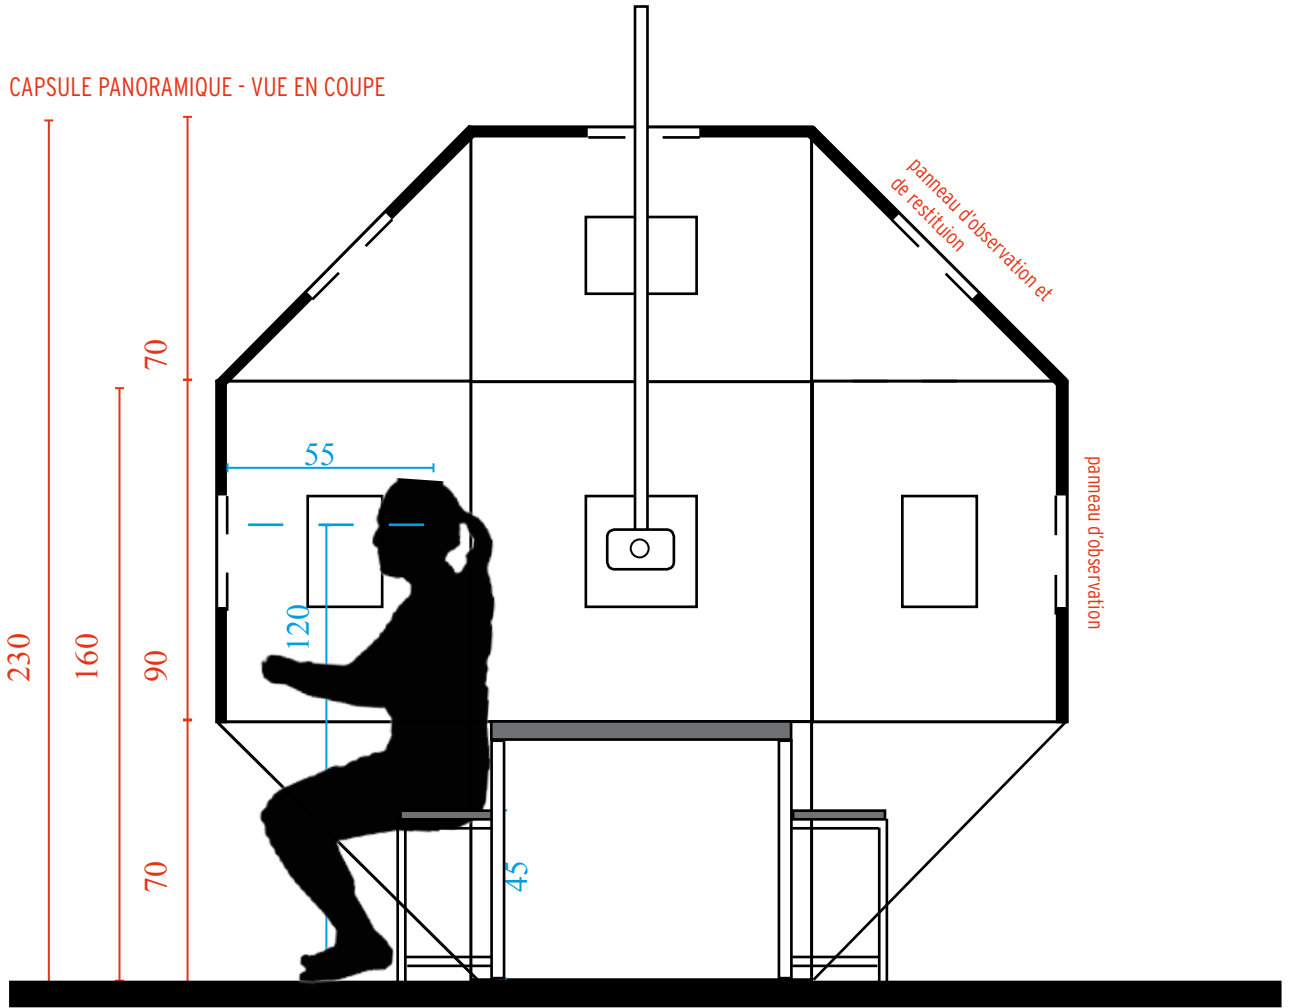 CAPSULE PANORAMIQUE - VUE EN COUPE
panneau d'observation et
de restituion
70
55
panneau d'observation
120
230
160
90
70
45